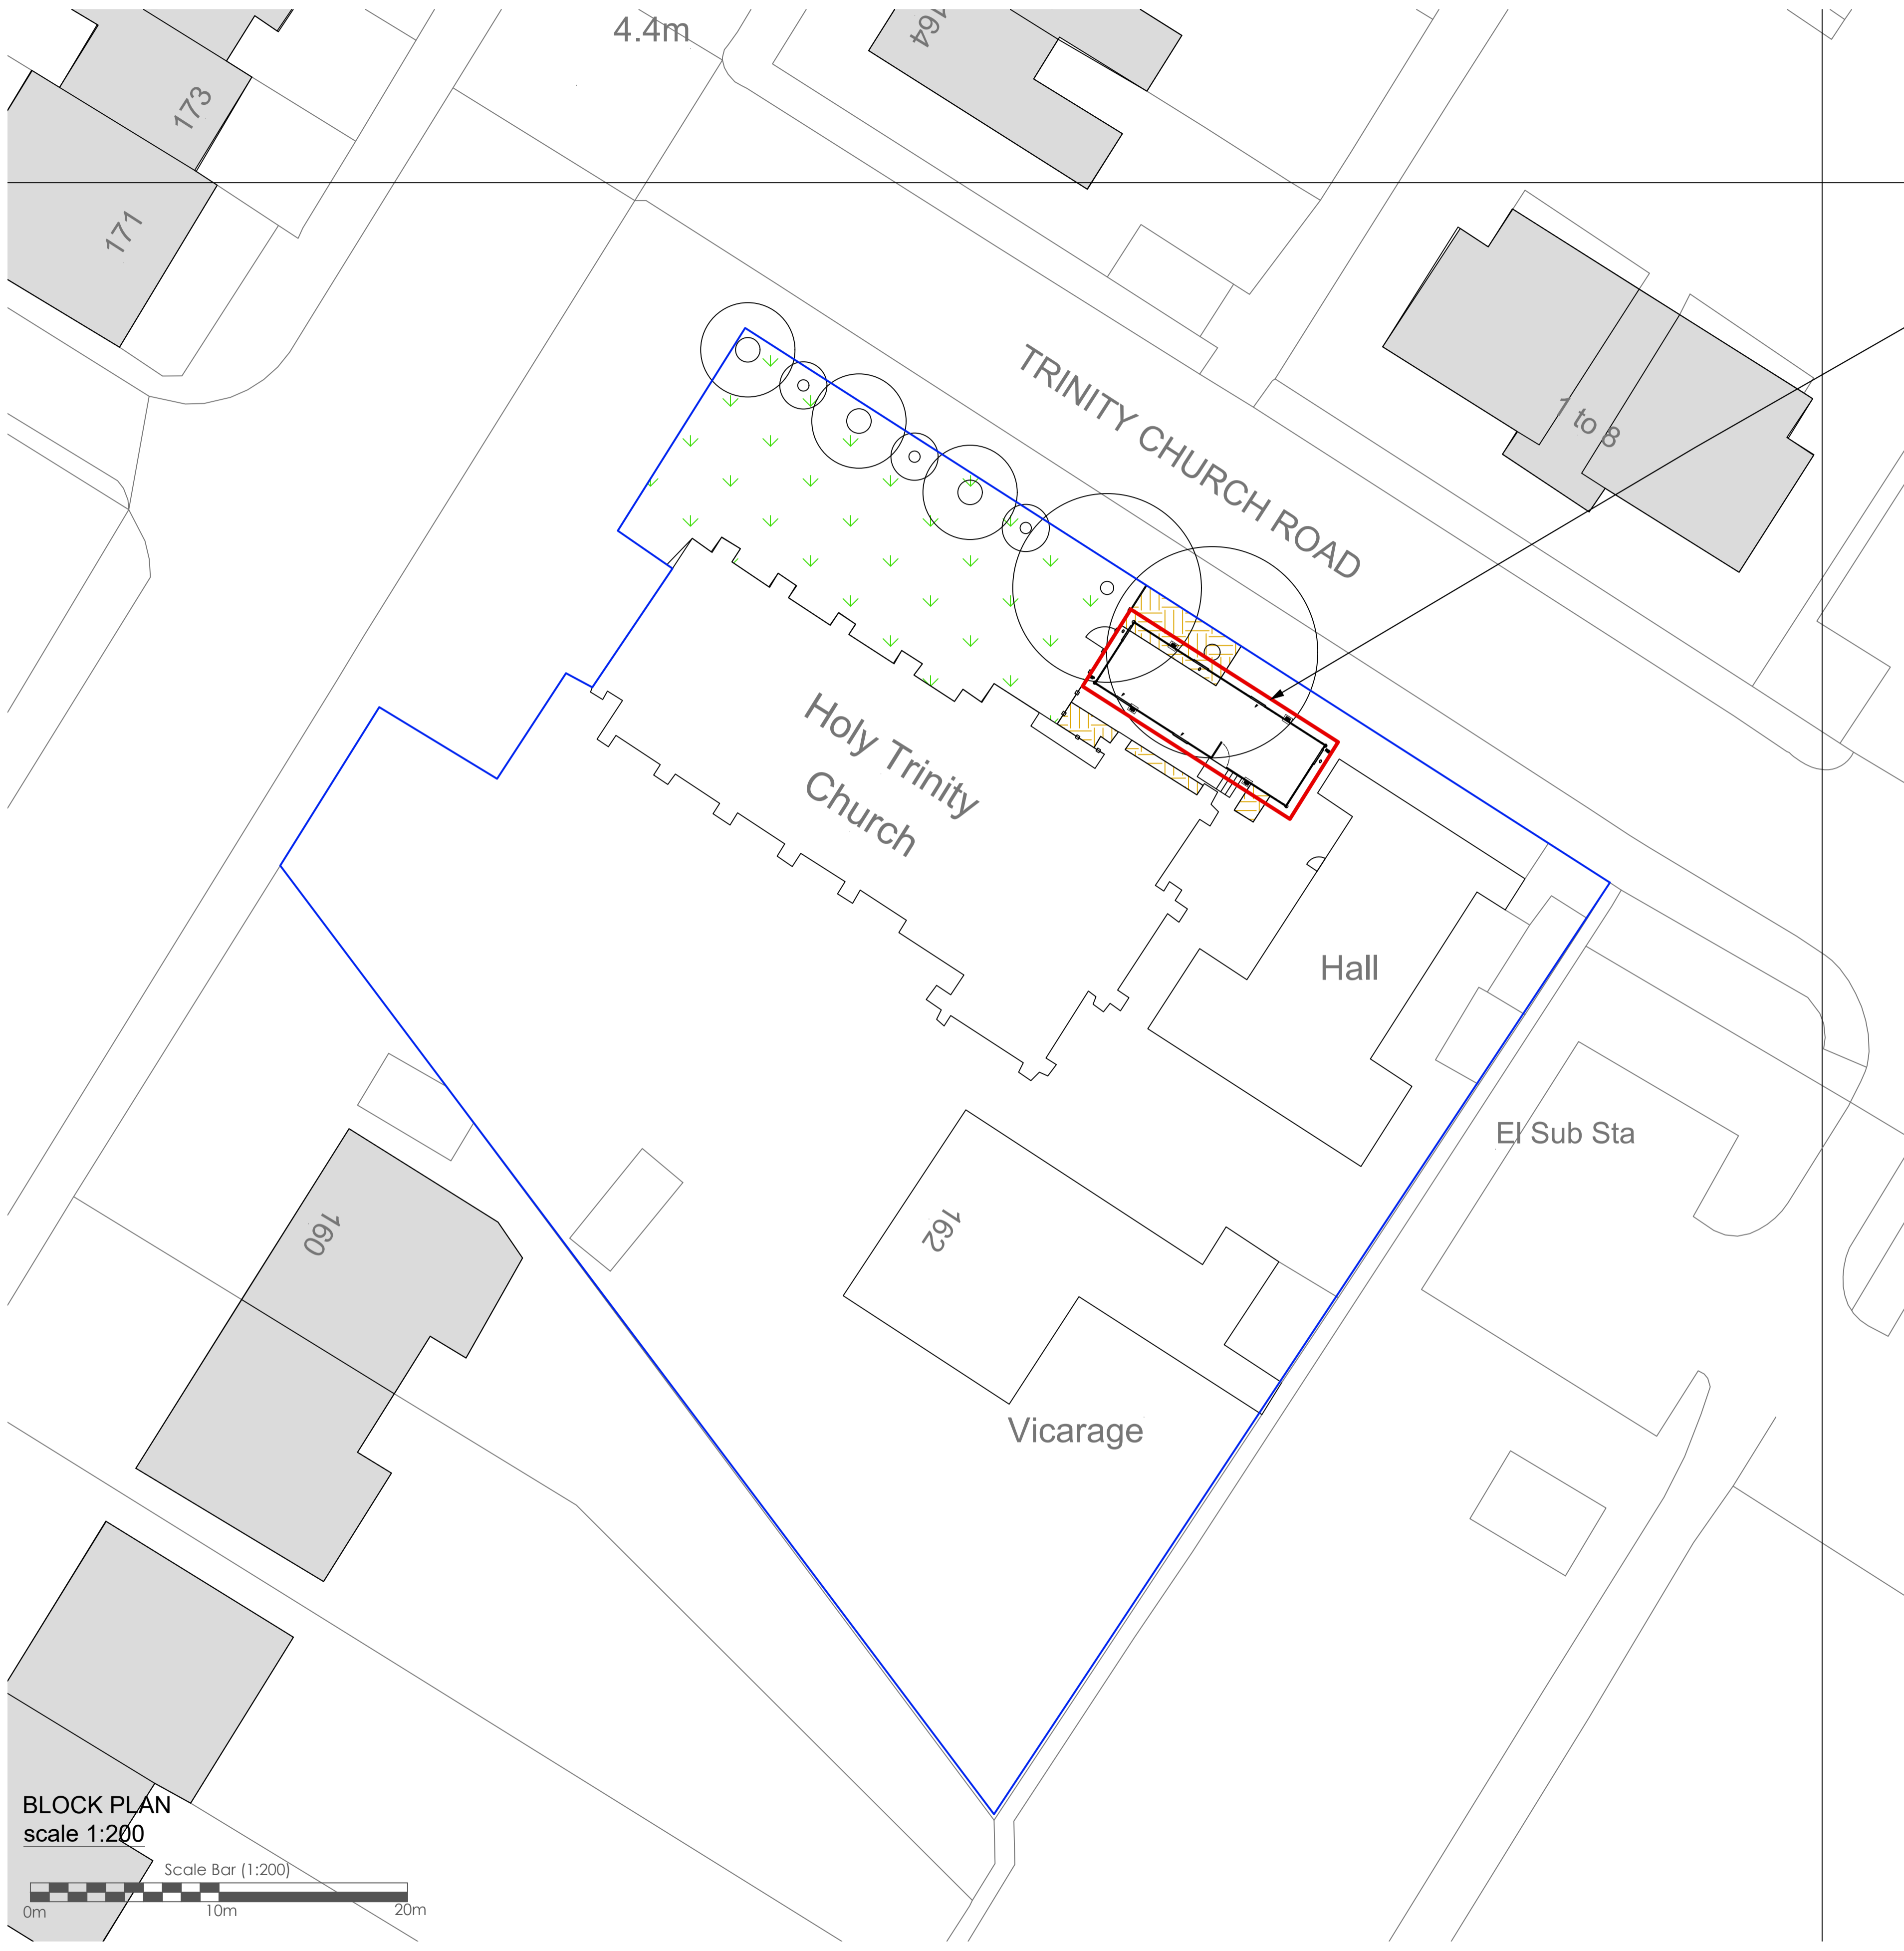 4.4m
164
173
171
TRINITY CHURCH ROAD
1 to 8
Holy Trinity
Church
Hall
El Sub Sta
160
162
Vicarage
BLOCK PLAN
scale 1:200
Scale Bar (1:200)
0m 10m 20m